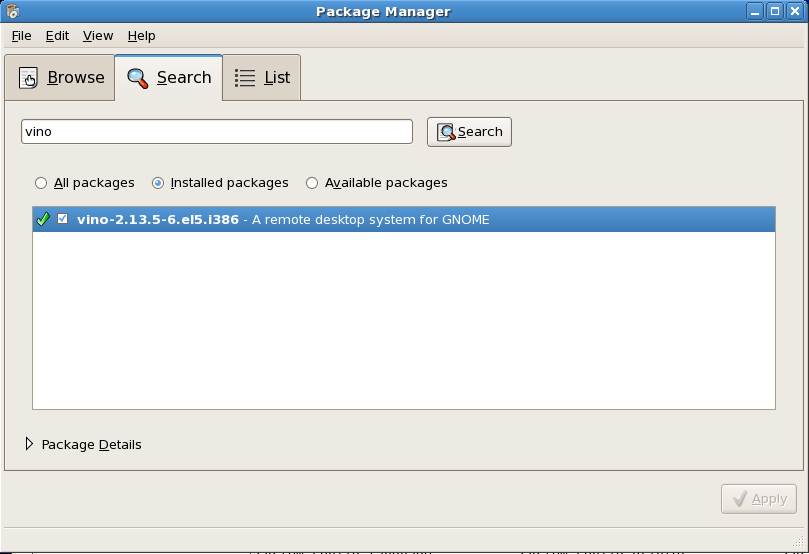 Package Manager
File Edit View Help
Browse Search List
vino Search
All packages Installed packages Available packages
vino-2.13.5-6.el5.i386 - A remote desktop system for GNOME
Package Details
Apply